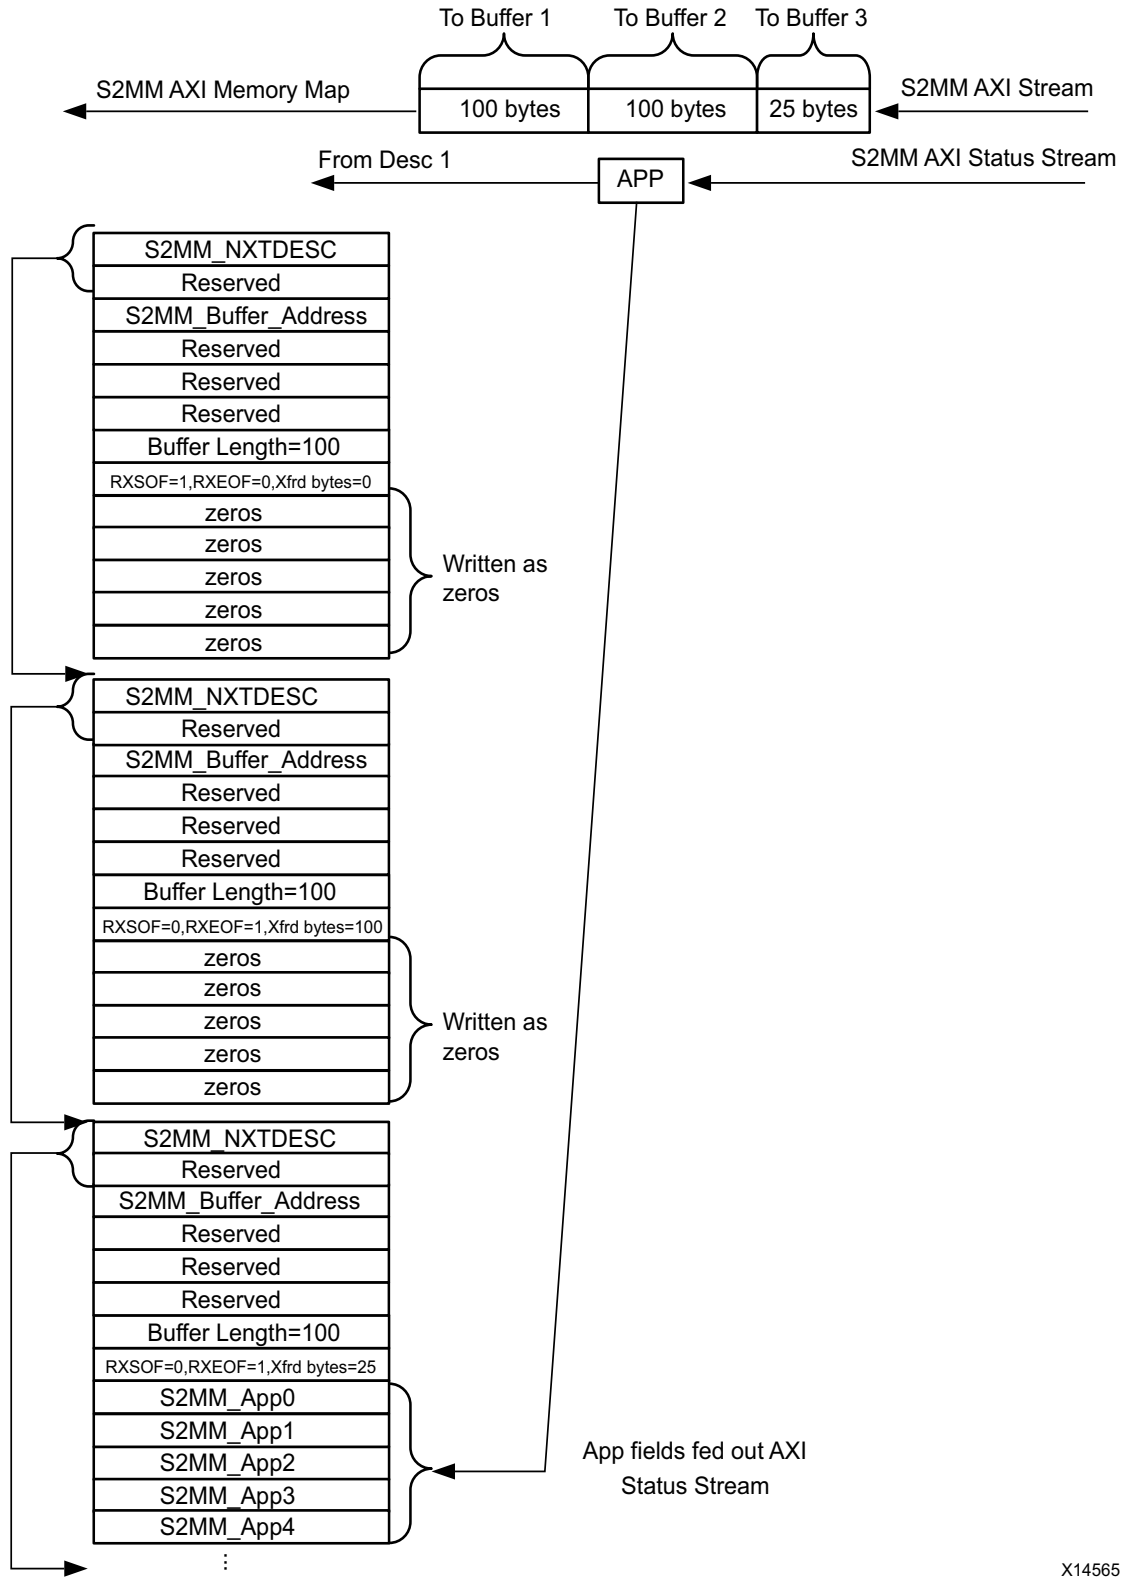 To Buffer 1 To Buffer 2 To Buffer 3
S2MM AXI Memory Map
100 bytes 100 bytes 25 bytes
S2MM AXI Stream
From Desc 1
APP
S2MM AXI Status Stream
S2MM_NXTDESC
Reserved
S2MM_Buffer_Address
Reserved
Reserved
Reserved
Buffer Length=100
RXSOF=1,RXEOF=0,Xfrd bytes=0
zeros
zeros
zeros
zeros
zeros
Written as
zeros
S2MM_NXTDESC
Reserved
S2MM_Buffer_Address
Reserved
Reserved
Reserved
Buffer Length=100
RXSOF=0,RXEOF=1,Xfrd bytes=100
zeros
zeros
zeros
zeros
zeros
Written as
zeros
S2MM_NXTDESC
Reserved
S2MM_Buffer_Address
Reserved
Reserved
Reserved
Buffer Length=100
RXSOF=0,RXEOF=1,Xfrd bytes=25
S2MM_App0
S2MM_App1
S2MM_App2
S2MM_App3
S2MM_App4
App fields fed out AXI
Status Stream
...
X14565